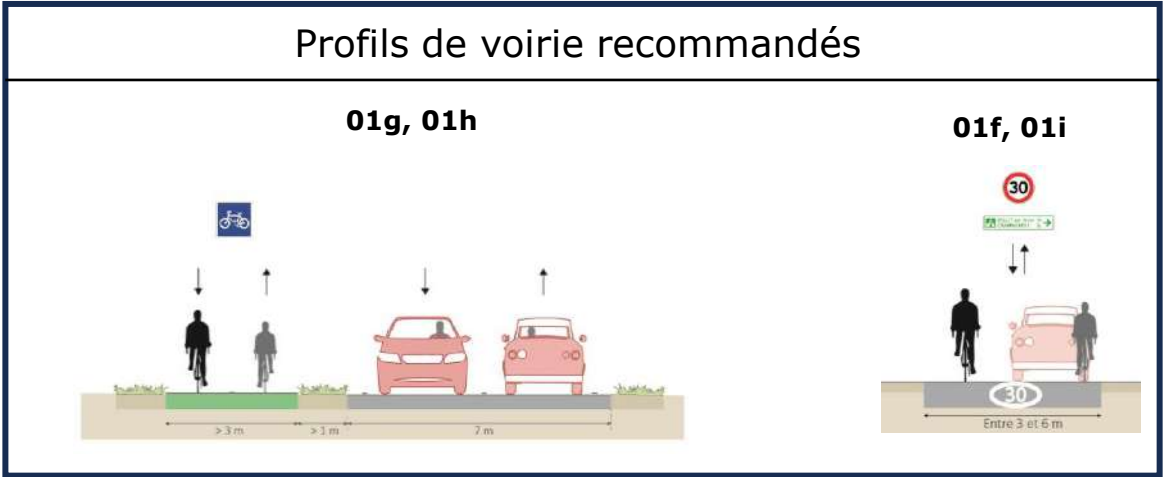 Profils de voirie recommandés
01g, 01h
01f, 01i
30
30
> 3 m
> 1 m
7 m
Entre 3 et 6 m